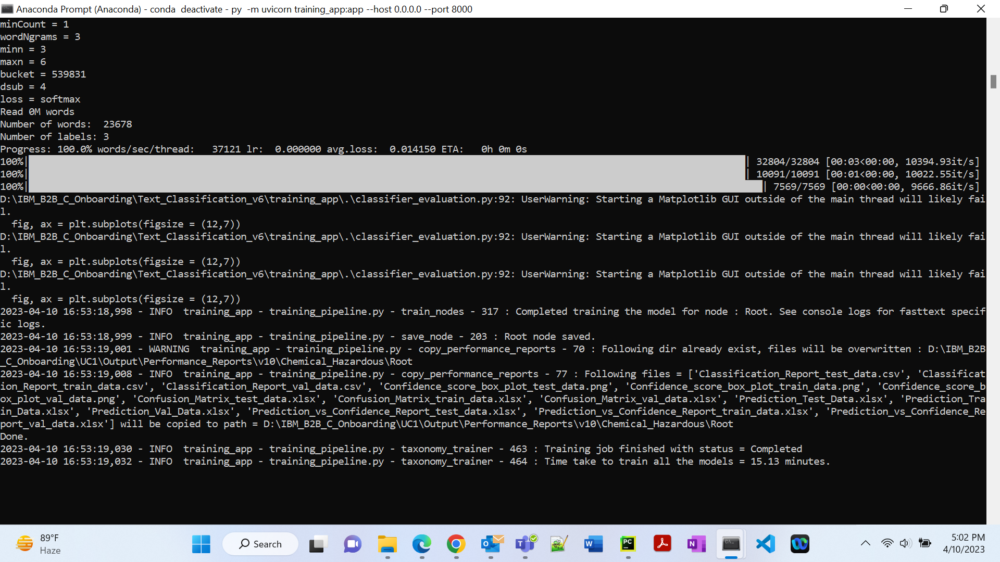 Anaconda Prompt (Anaconda) - conda  deactivate - py  -m uvicorn training_app:app --host 0.0.0.0 --port 8000
minCount = 1
wordNgrams = 3
minn = 3
maxn = 6
bucket = 539831
dsub = 4
loss = softmax
Read 0M words
Number of words:  23678
Number of labels: 3
Progress: 100.0% words/sec/thread:   37121 lr:  0.000000 avg.loss:  0.014150 ETA:   0h 0m 0s
100%| | 32804/32804 [00:03<00:00, 10394.93it/s]
100%| | 10091/10091 [00:01<00:00, 10022.55it/s]
100%| | 7569/7569 [00:00<00:00, 9666.86it/s]
D:\IBM_B2B_C_Onboarding\Text_Classification_v6\training_app\.\classifier_evaluation.py:92: UserWarning: Starting a Matplotlib GUI outside of the main thread will likely fai
l.
  fig, ax = plt.subplots(figsize = (12,7))
D:\IBM_B2B_C_Onboarding\Text_Classification_v6\training_app\.\classifier_evaluation.py:92: UserWarning: Starting a Matplotlib GUI outside of the main thread will likely fai
l.
  fig, ax = plt.subplots(figsize = (12,7))
D:\IBM_B2B_C_Onboarding\Text_Classification_v6\training_app\.\classifier_evaluation.py:92: UserWarning: Starting a Matplotlib GUI outside of the main thread will likely fai
l.
  fig, ax = plt.subplots(figsize = (12,7))
2023-04-10 16:53:18,998 - INFO  training_app - training_pipeline.py - train_nodes - 317 : Completed training the model for node : Root. See console logs for fasttext specif
ic logs.
2023-04-10 16:53:18,999 - INFO  training_app - training_pipeline.py - save_node - 203 : Root node saved.
2023-04-10 16:53:19,001 - WARNING  training_app - training_pipeline.py - copy_performance_reports - 70 : Following dir already exist, files will be overwritten : D:\IBM_B2B
_C_Onboarding\UC1\Output\Performance_Reports\v10\Chemical_Hazardous\Root
2023-04-10 16:53:19,008 - INFO  training_app - training_pipeline.py - copy_performance_reports - 77 : Following files = ['Classification_Report_test_data.csv', 'Classificat
ion_Report_train_data.csv', 'Classification_Report_val_data.csv', 'Confidence_score_box_plot_test_data.png', 'Confidence_score_box_plot_train_data.png', 'Confidence_score_b
ox_plot_val_data.png', 'Confusion_Matrix_test_data.xlsx', 'Confusion_Matrix_train_data.xlsx', 'Confusion_Matrix_val_data.xlsx', 'Prediction_Test_Data.xlsx', 'Prediction_Tra
in_Data.xlsx', 'Prediction_Val_Data.xlsx', 'Prediction_vs_Confidence_Report_test_data.xlsx', 'Prediction_vs_Confidence_Report_train_data.xlsx', 'Prediction_vs_Confidence_Re
port_val_data.xlsx'] will be copied to path = D:\IBM_B2B_C_Onboarding\UC1\Output\Performance_Reports\v10\Chemical_Hazardous\Root
Done.
2023-04-10 16:53:19,030 - INFO  training_app - training_pipeline.py - taxonomy_trainer - 463 : Training job finished with status = Completed
2023-04-10 16:53:19,032 - INFO  training_app - training_pipeline.py - taxonomy_trainer - 464 : Time take to train all the models = 15.13 minutes.
89°F
Haze
Search
5:02 PM
4/10/2023